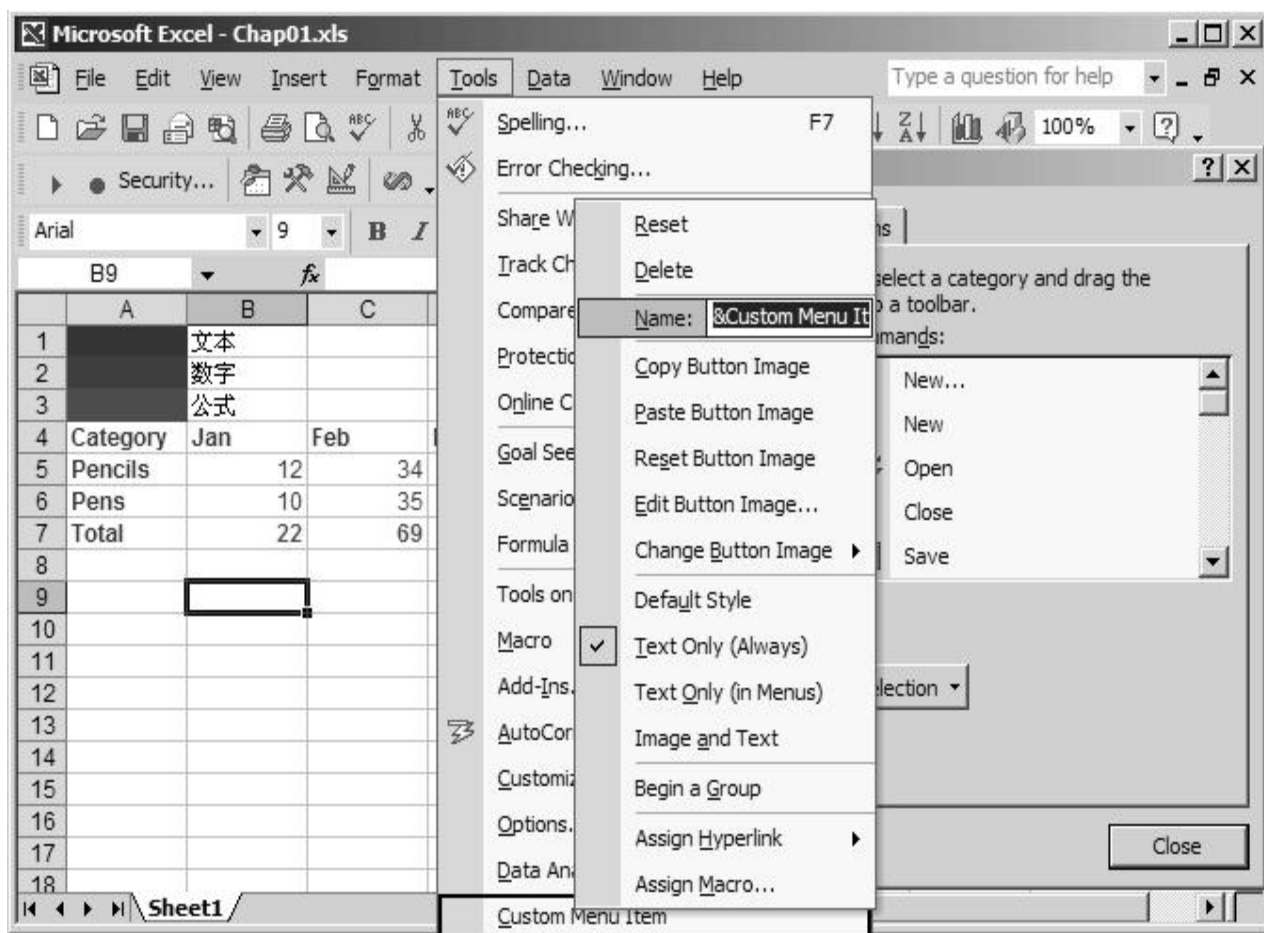 Microsoft Excel - Chap01.xls
File Edit View Insert Format Tools Data Window Help Type a question for help
100%
Security...
Arial 9 B I
B9 fx
A B C
1 文本
2 数字
3 公式
4 Category Jan Feb
5 Pencils 12 34
6 Pens 10 35
7 Total 22 69
8
9
10
11
12
13
14
15
16
17
18
Sheet1
Spelling... F7
Error Checking...
Share W
Track Ch
Compare
Protectio
Online C
Goal See
Scenario
Formula
Tools on
Macro
Add-Ins.
AutoCor
Customiz
Options.
Data Ana
Custom Menu Item
Reset
Delete
Name: &Custom Menu It
Copy Button Image
Paste Button Image
Reset Button Image
Edit Button Image...
Change Button Image
Default Style
Text Only (Always)
Text Only (in Menus)
Image and Text
Begin a Group
Assign Hyperlink
Assign Macro...
ns
select a category and drag the
a toolbar.
mands:
New...
New
Open
Close
Save
election
Close